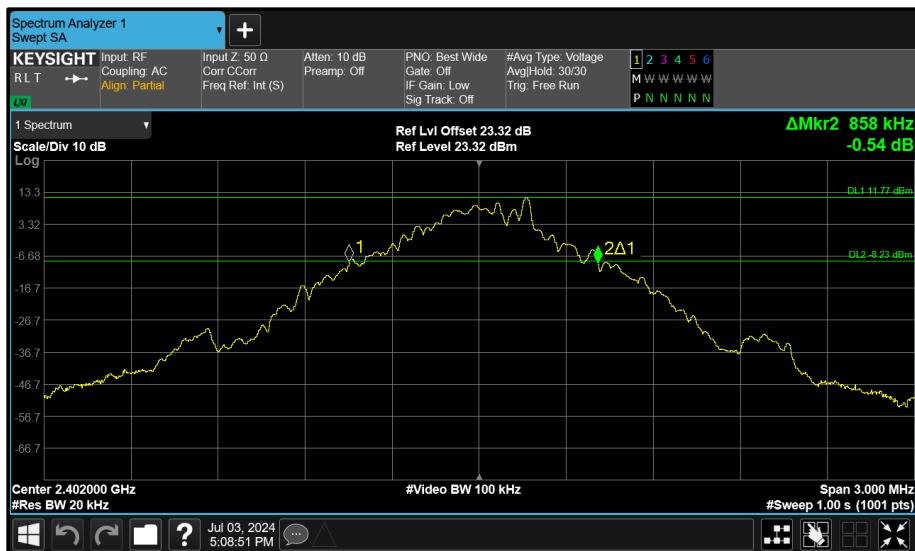 Spectrum Analyzer 1
Swept SA
+
KEYSIGHT
R L T
LXI
Input: RF
Coupling: AC
Align: Partial
Input Z: 50 Ω
Corr CCorr
Freq Ref: Int (S)
Atten: 10 dB
Preamp: Off
PNO: Best Wide
Gate: Off
IF Gain: Low
Sig Track: Off
#Avg Type: Voltage
Avg|Hold: 30/30
Trig: Free Run
1 2 3 4 5 6
M W W W W W
P N N N N N
1 Spectrum
Scale/Div 10 dB
Ref Lvl Offset 23.32 dB
Ref Level 23.32 dBm
ΔMkr2 858 kHz
-0.54 dB
Log
13.3
3.32
-6.68
-16.7
-26.7
-36.7
-46.7
-56.7
-66.7
DL1 11.77 dBm
1
2Δ1
DL2 -8.23 dBm
Center 2.402000 GHz
#Video BW 100 kHz
Span 3.000 MHz
#Res BW 20 kHz
#Sweep 1.00 s (1001 pts)
?
Jul 03, 2024
5:08:51 PM